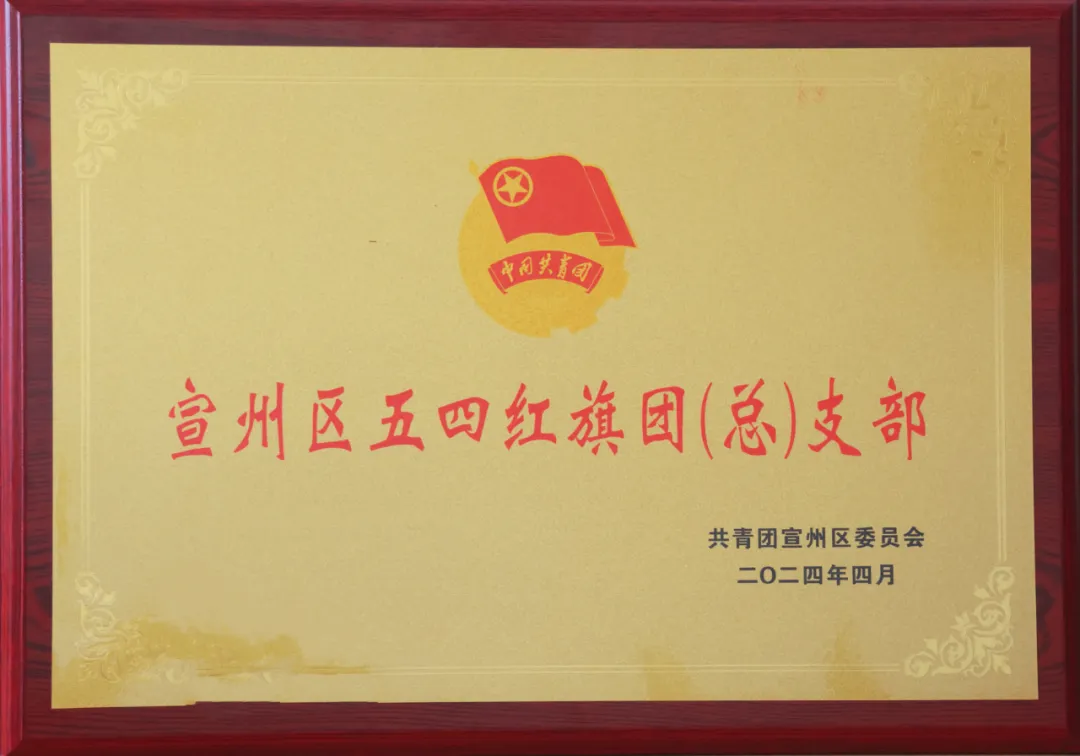 中国共青团
宣州区五四红旗团(总)支部
共青团宣州区委员会
二〇二四年四月